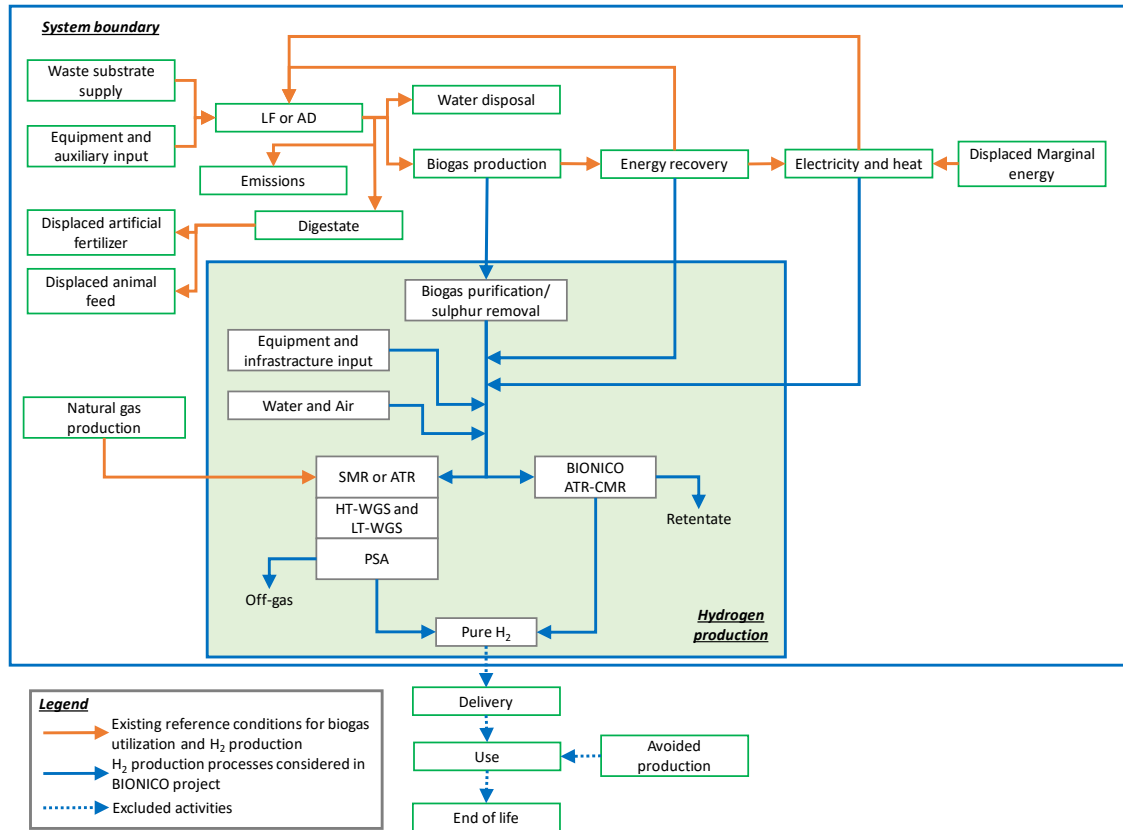 System boundary
Waste substrate
supply
Equipment and
auxiliary input
LF or AD
Water disposal
Biogas production
Energy recovery
Electricity and heat
Displaced Marginal
energy
Emissions
Digestate
Displaced artificial
fertilizer
Displaced animal
feed
Biogas purification/
sulphur removal
Equipment and
infrastracture input
Water and Air
Natural gas
production
SMR or ATR
HT-WGS and
LT-WGS
PSA
BIONICO
ATR-CMR
Retentate
Off-gas
Pure H₂
Hydrogen
production
Delivery
Use
Avoided
production
End of life
Legend
Existing reference conditions for biogas
utilization and H₂ production
H₂ production processes considered in
BIONICO project
Excluded activities